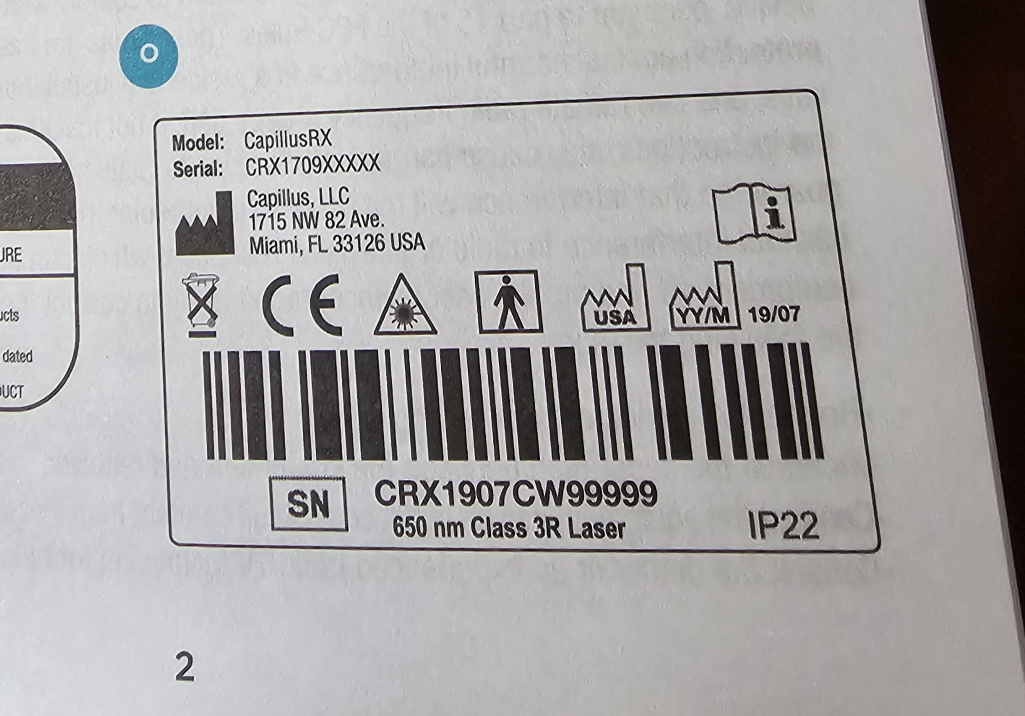 O
Model: CapillusRX
Serial: CRX1709XXXXX
Capillus, LLC
1715 NW 82 Ave.
Miami, FL 33126 USA
i
CE
USA
YY/M 19/07
SN CRX1907CW99999
650 nm Class 3R Laser
IP22
URE
ucts
dated
UCT
2